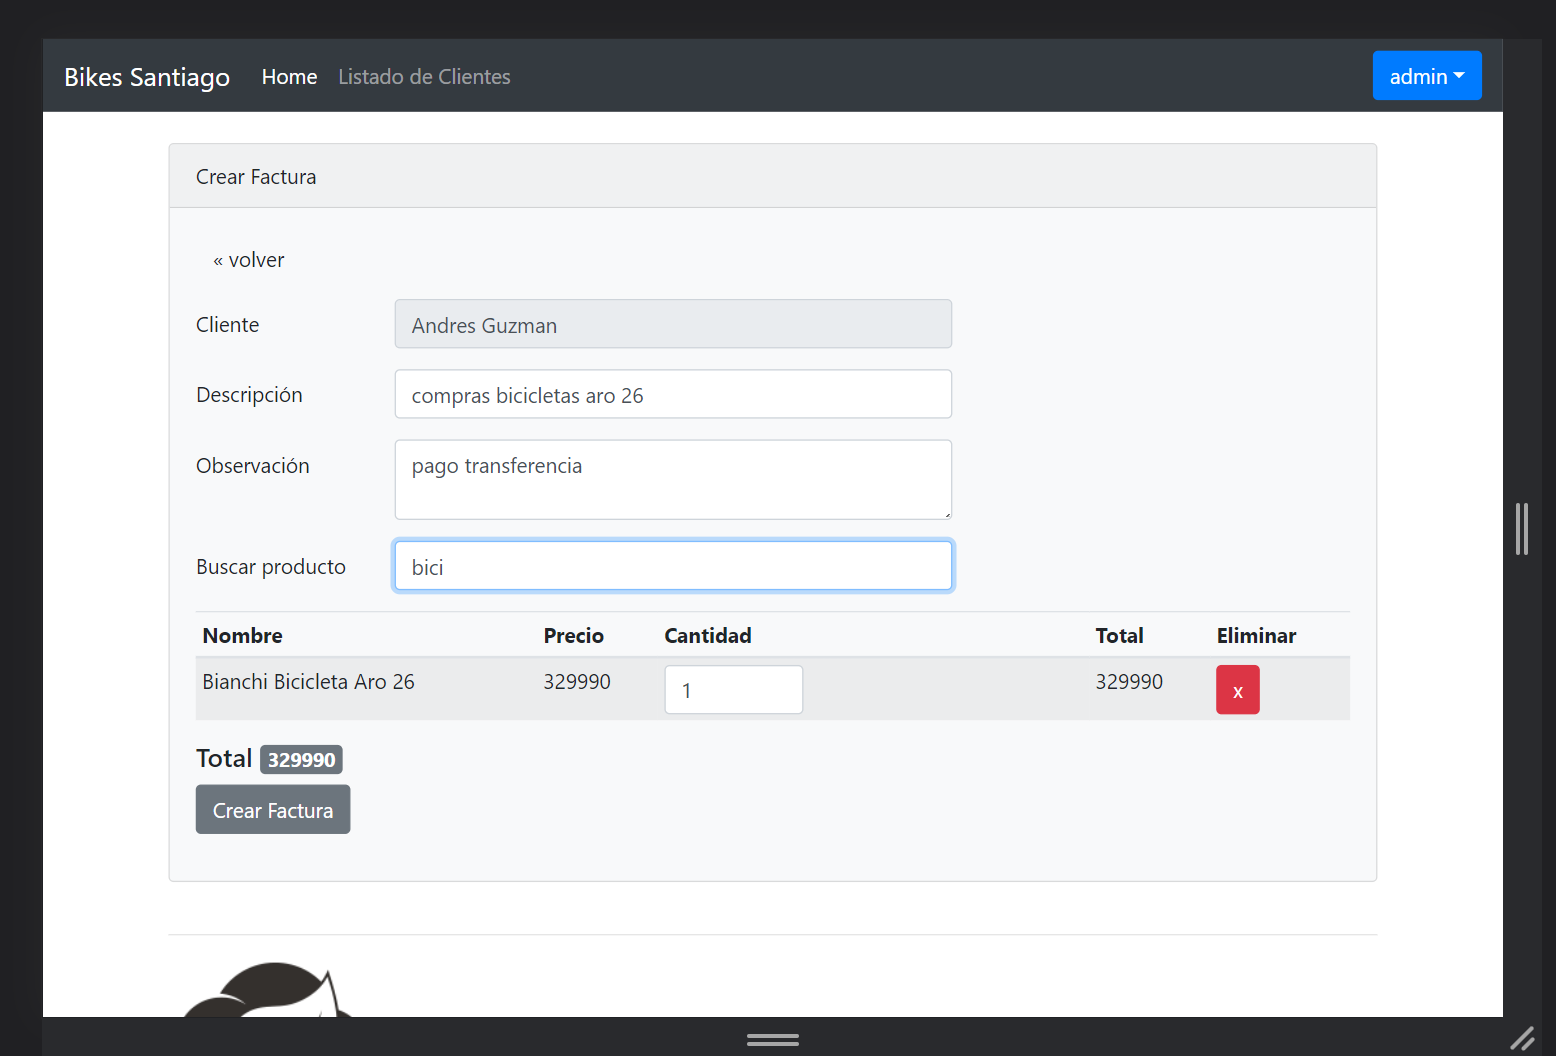 Bikes Santiago Home Listado de Clientes admin
Crear Factura
« volver
Cliente Andres Guzman
Descripción compras bicicletas aro 26
Observación pago transferencia
Buscar producto bici
Nombre Precio Cantidad Total Eliminar
Bianchi Bicicleta Aro 26 329990 1 329990 x
Total 329990
Crear Factura